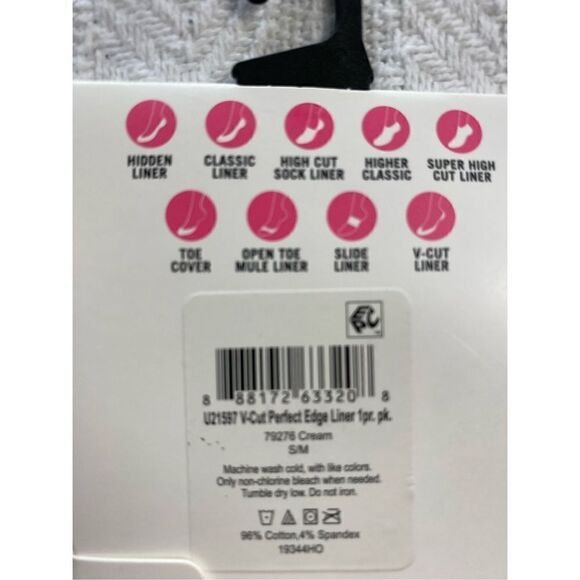 HIDDEN LINER
CLASSIC LINER
HIGH CUT SOCK LINER
HIGHER CLASSIC
SUPER HIGH CUT LINER
TOE COVER
OPEN TOE MULE LINER
SLIDE LINER
V-CUT LINER
8 88172 63320 8
U21597 V-Cut Perfect Edge Liner 1pr. pk.
79276 Cream
S/M
Machine wash cold, with like colors.
Only non-chlorine bleach when needed.
Tumble dry low. Do not iron.
96% Cotton,4% Spandex
19344HO